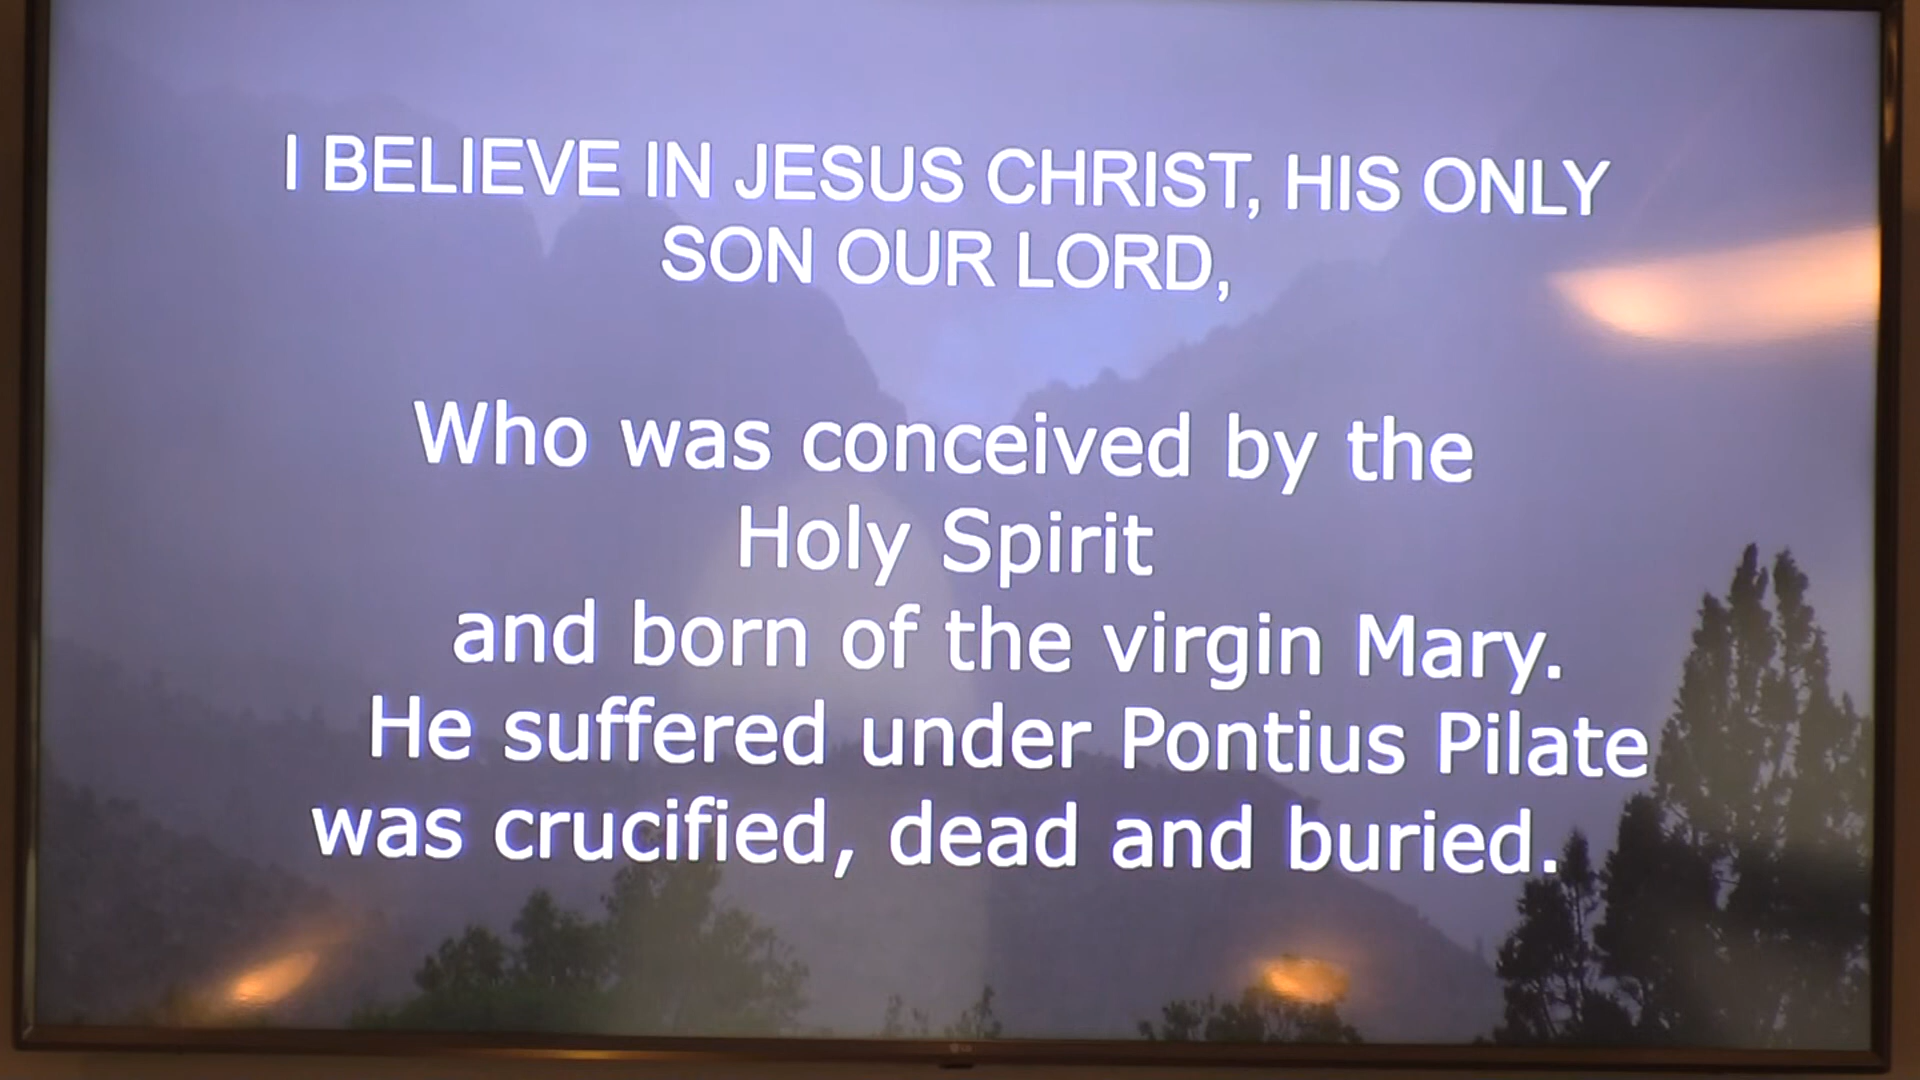 I BELIEVE IN JESUS CHRIST, HIS ONLY
SON OUR LORD,
Who was conceived by the
Holy Spirit
and born of the virgin Mary.
He suffered under Pontius Pilate
was crucified, dead and buried.
LG